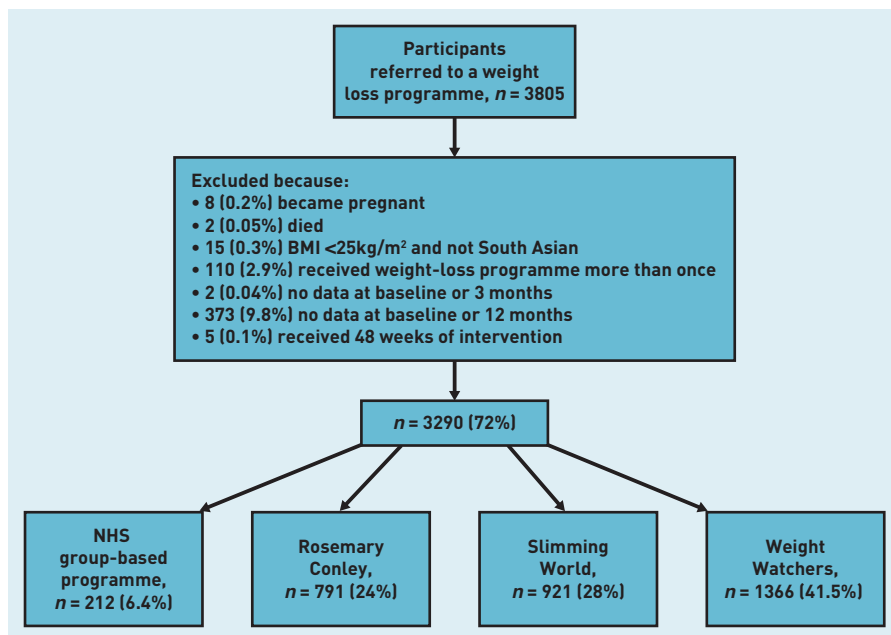 Participants
referred to a weight
loss programme, n = 3805
Excluded because:
• 8 (0.2%) became pregnant
• 2 (0.05%) died
• 15 (0.3%) BMI <25kg/m² and not South Asian
• 110 (2.9%) received weight-loss programme more than once
• 2 (0.04%) no data at baseline or 3 months
• 373 (9.8%) no data at baseline or 12 months
• 5 (0.1%) received 48 weeks of intervention
n = 3290 (72%)
NHS
group-based
programme,
n = 212 (6.4%)
Rosemary
Conley,
n = 791 (24%)
Slimming
World,
n = 921 (28%)
Weight
Watchers,
n = 1366 (41.5%)